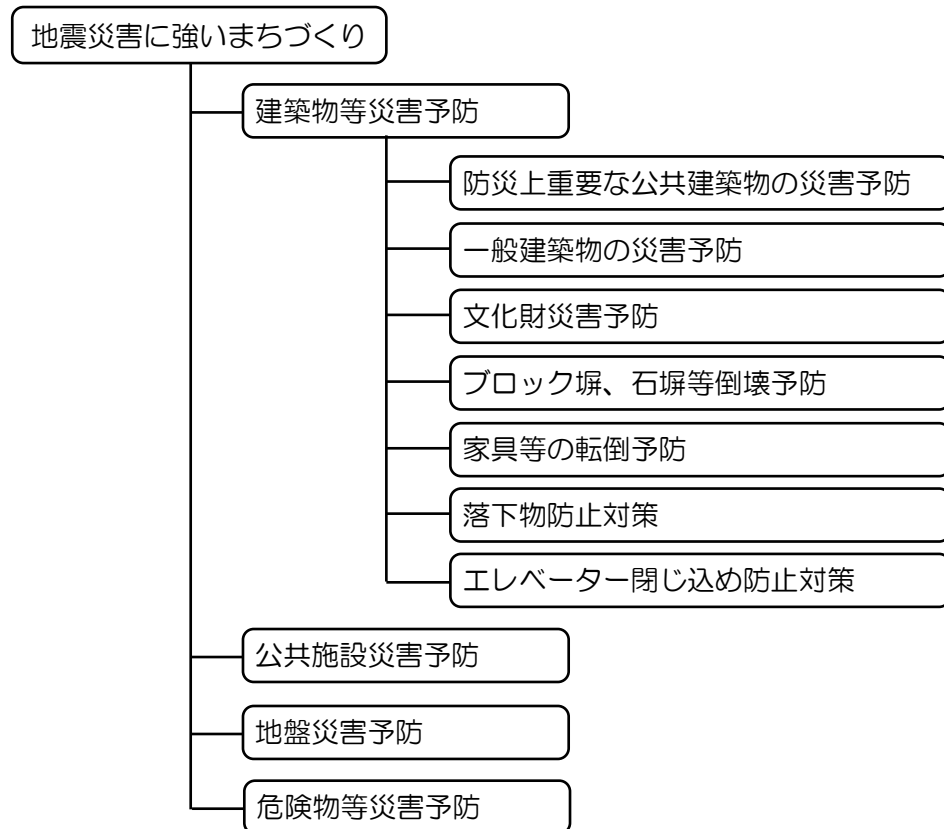 地震災害に強いまちづくり
建築物等災害予防
防災上重要な公共建築物の災害予防
一般建築物の災害予防
文化財災害予防
ブロック塀、石塀等倒壊予防
家具等の転倒予防
落下物防止対策
エレベーター閉じ込め防止対策
公共施設災害予防
地盤災害予防
危険物等災害予防